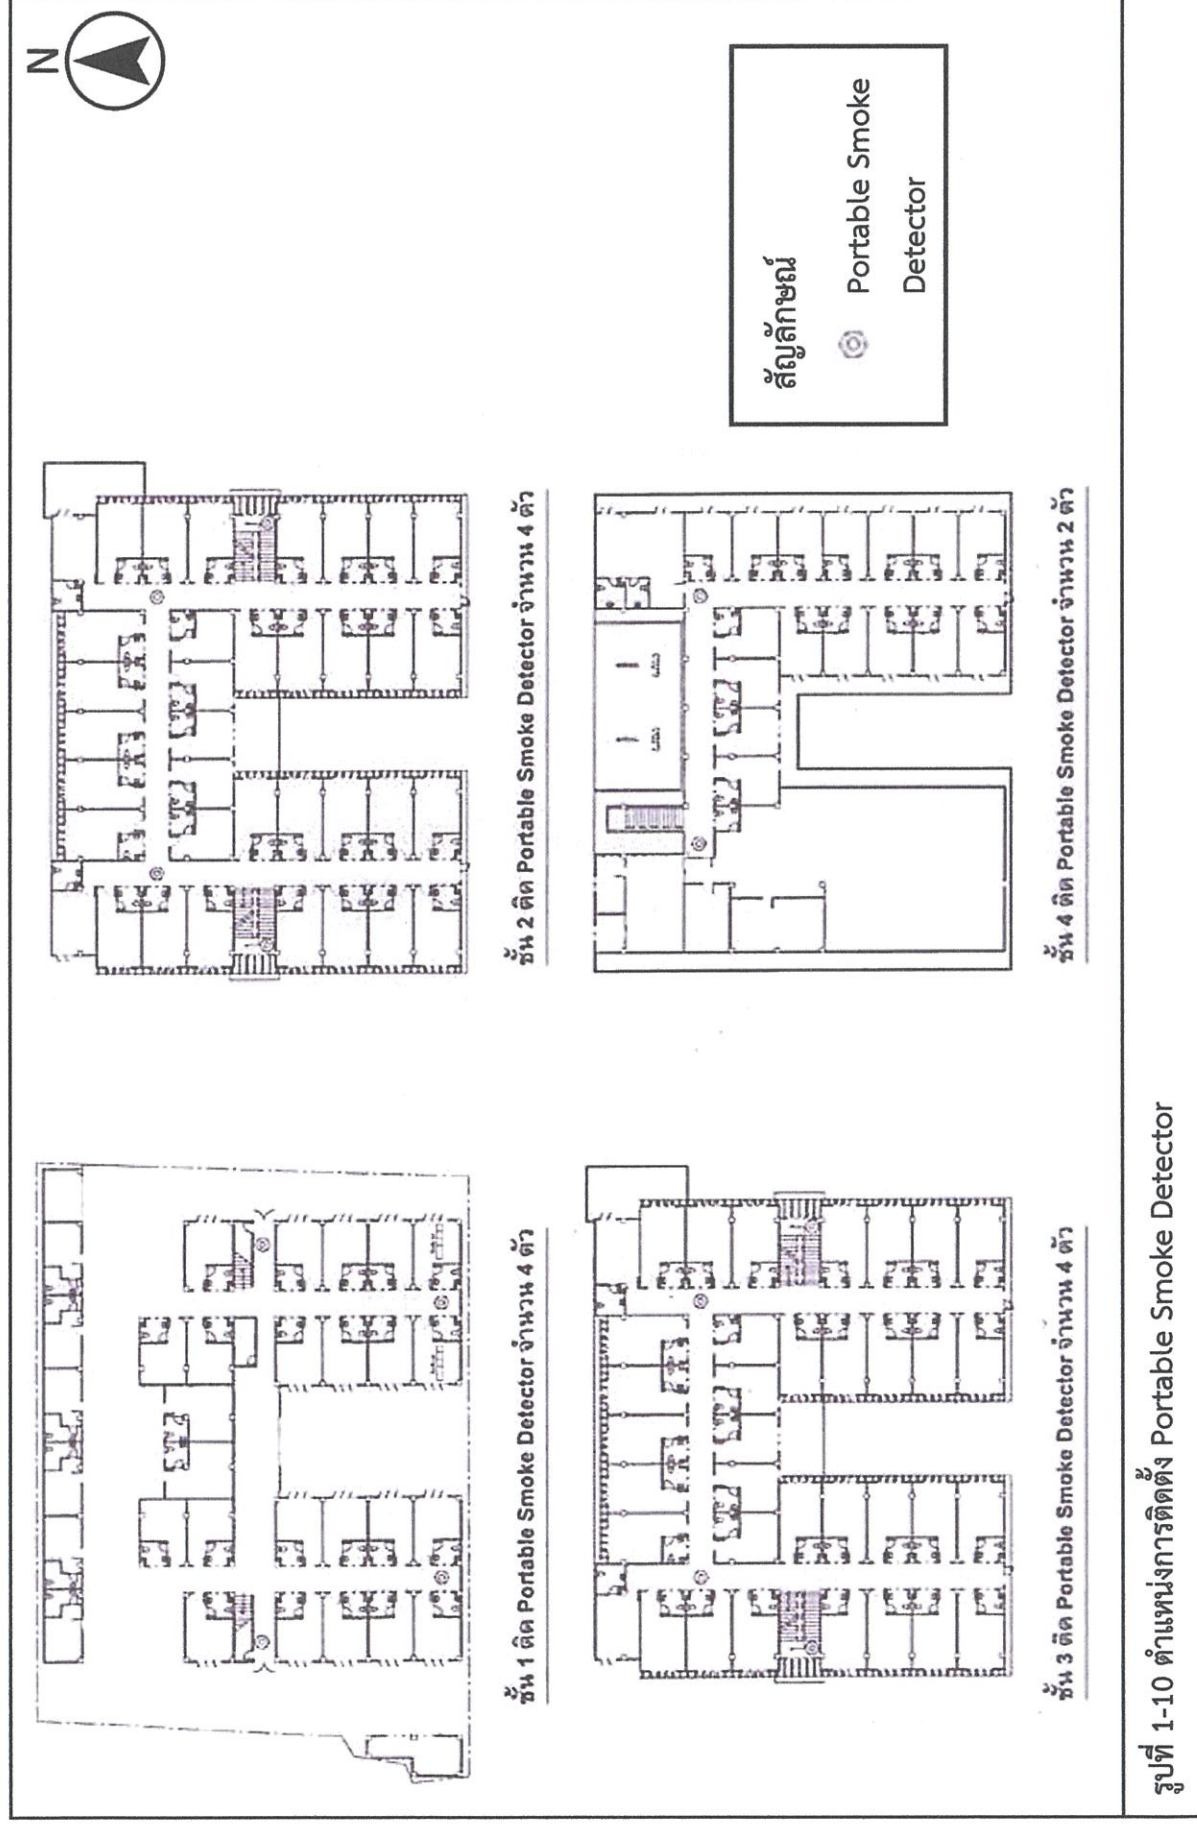 N
ชั้น 1 ติด Portable Smoke Detector จำนวน 4 ตัว
ชั้น 2 ติด Portable Smoke Detector จำนวน 4 ตัว
ชั้น 3 ติด Portable Smoke Detector จำนวน 4 ตัว
ชั้น 4 ติด Portable Smoke Detector จำนวน 2 ตัว
สัญลักษณ์
Portable Smoke
Detector
รูปที่ 1-10 ตำแหน่งการติดตั้ง Portable Smoke Detector